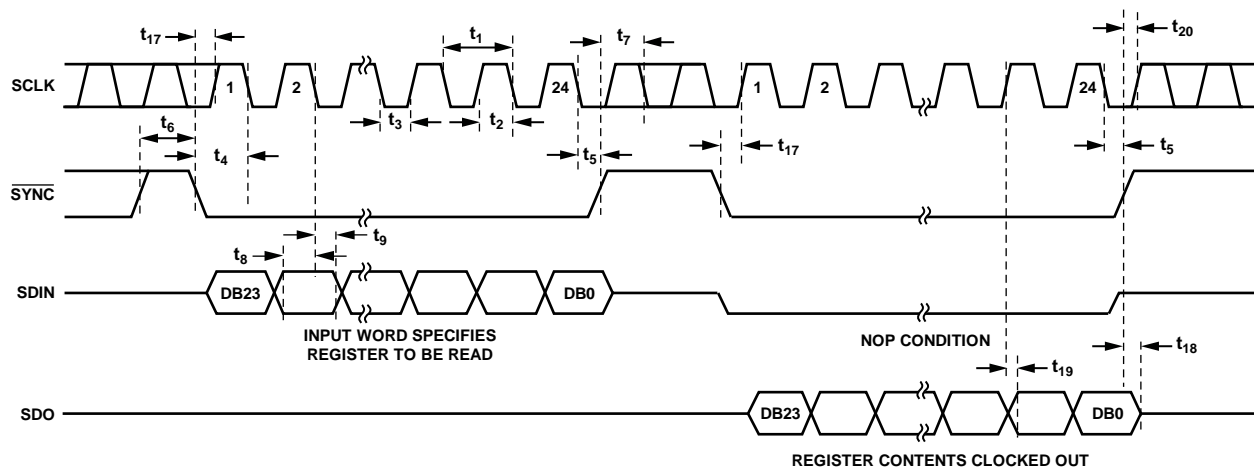 t17
t1
t7
t20
SCLK
1
2
24
1
2
24
t6
t4
t3
t2
t5
t17
t5
SYNC
t9
t8
SDIN
DB23
DB0
INPUT WORD SPECIFIES
REGISTER TO BE READ
NOP CONDITION
t18
t19
SDO
DB23
DB0
REGISTER CONTENTS CLOCKED OUT